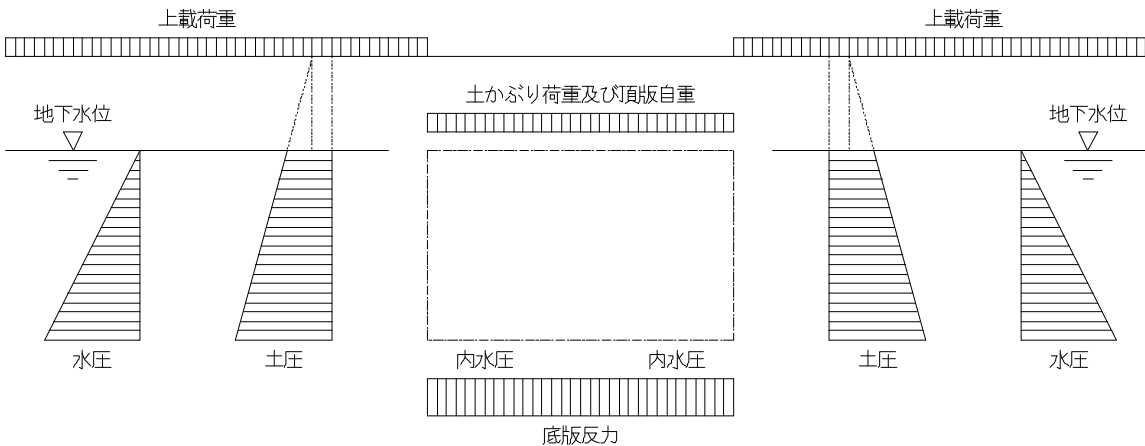 上載荷重
上載荷重
土かぶり荷重及び頂版自重
地下水位
地下水位
水圧
土圧
内水圧
内水圧
土圧
水圧
底版反力